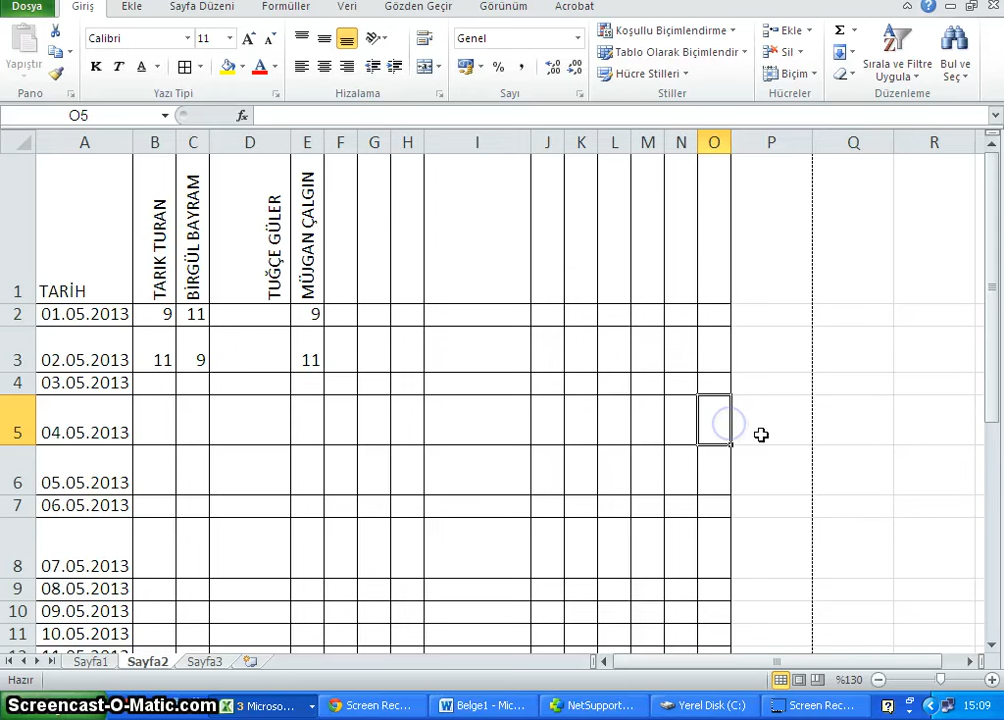 Dosya Giriş Ekle Sayfa Düzeni Formüller Veri Gözden Geçir Görünüm Acrobat
Yapıştır
Calibri 11
K T A
Genel
% 
Koşullu Biçimlendirme
Tablo Olarak Biçimlendir
Hücre Stilleri
Ekle
Sil
Biçim
Σ
Sırala ve Filtre Uygula
Bul ve Seç
Pano Yazı Tipi Hizalama Sayı Stiller Hücreler Düzenleme
O5 fx
A B C D E F G H I J K L M N O P Q R
1 TARİH TARIK TURAN BİRGÜL BAYRAM TUĞÇE GÜLER MÜJGAN ÇALGIN
2 01.05.2013 9 11 9
3 02.05.2013 11 9 11
4 03.05.2013
5 04.05.2013
6 05.05.2013
7 06.05.2013
8 07.05.2013
9 08.05.2013
10 09.05.2013
11 10.05.2013
Sayfa1 Sayfa2 Sayfa3
Hazır %130
Screencast-O-Matic.com 3 Microso... Screen Rec... Belge1 - Mic... NetSupport... Yerel Disk (C:) Screen Rec... 15:09